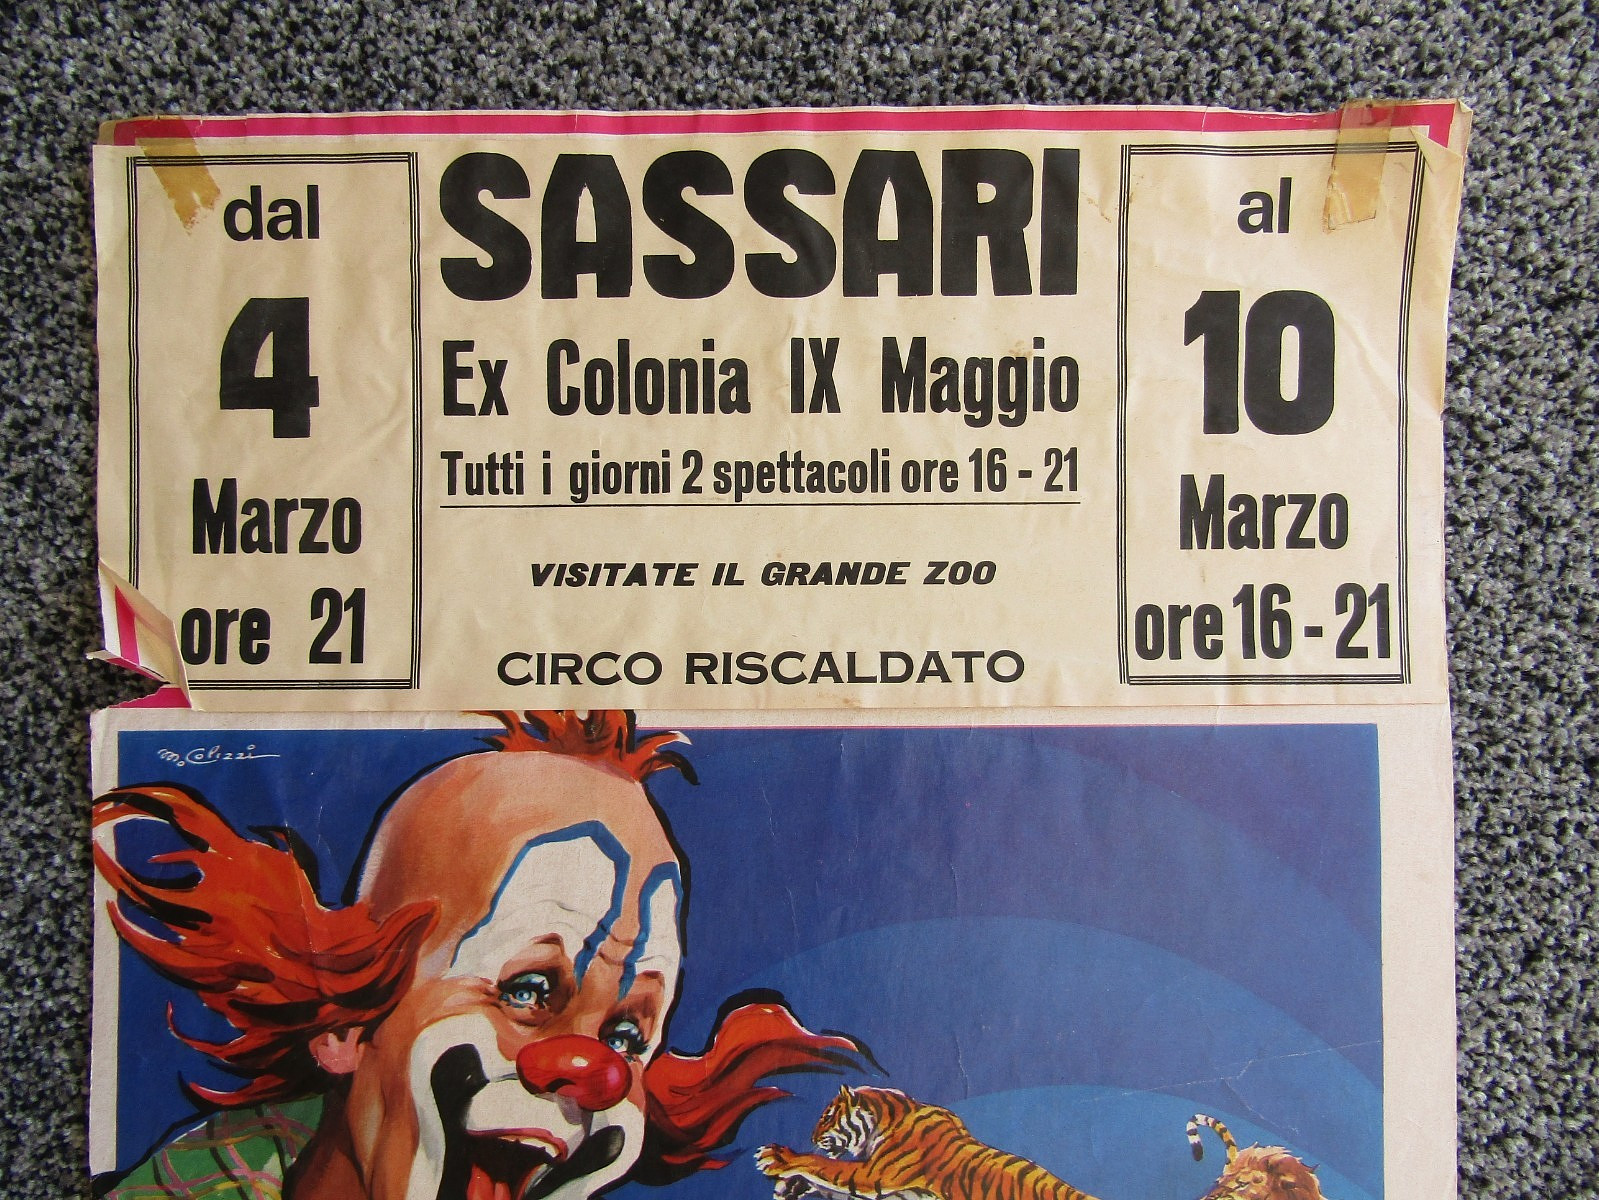 dal
4
Marzo
ore 21
SASSARI
Ex Colonia IX Maggio
Tutti i giorni 2 spettacoli ore 16 - 21
VISITATE IL GRANDE ZOO
CIRCO RISCALDATO
al
10
Marzo
ore 16 - 21
M. Colizzi